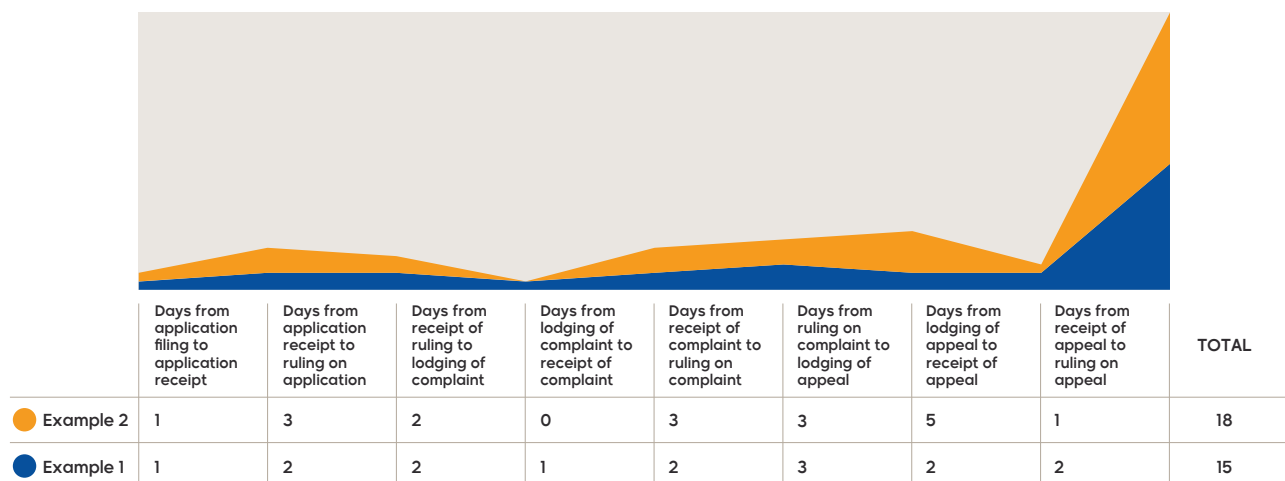 Days from
application
filing to
application
receipt
Days from
application
receipt to
ruling on
application
Days from
receipt of
ruling to
lodging of
complaint
Days from
lodging of
complaint to
receipt of
complaint
Days from
receipt of
complaint to
ruling on
complaint
Days from
ruling on
complaint to
lodging of
appeal
Days from
lodging of
appeal to
receipt of
appeal
Days from
receipt of
appeal to
ruling on
appeal
TOTAL
Example 2 1 3 2 0 3 3 5 1 18
Example 1 1 2 2 1 2 3 2 2 15